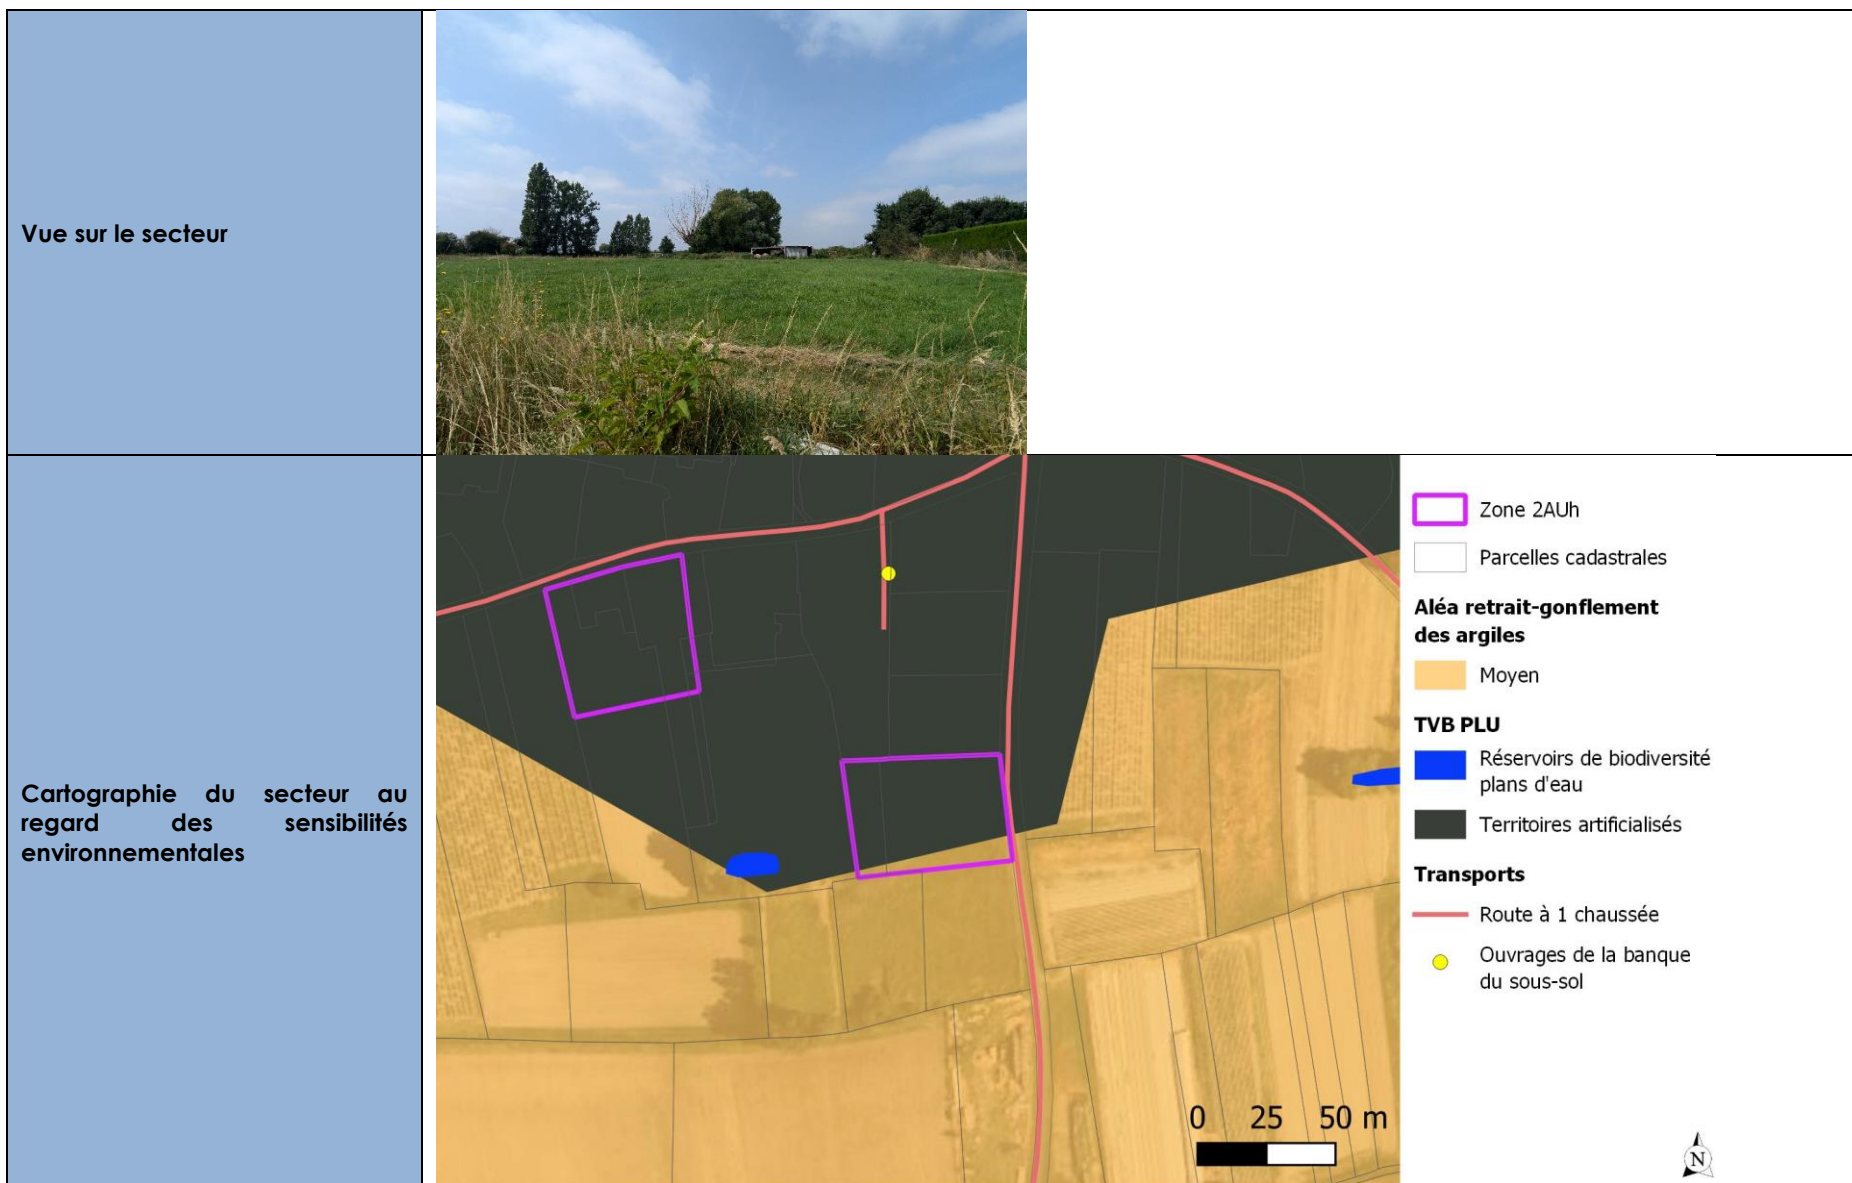 Vue sur le secteur
Cartographie du secteur au
regard des sensibilités
environnementales
Zone 2AUh
Parcelles cadastrales
Aléa retrait-gonflement
des argiles
Moyen
TVB PLU
Réservoirs de biodiversité
plans d'eau
Territoires artificialisés
Transports
Route à 1 chaussée
Ouvrages de la banque
du sous-sol
0 25 50 m
N